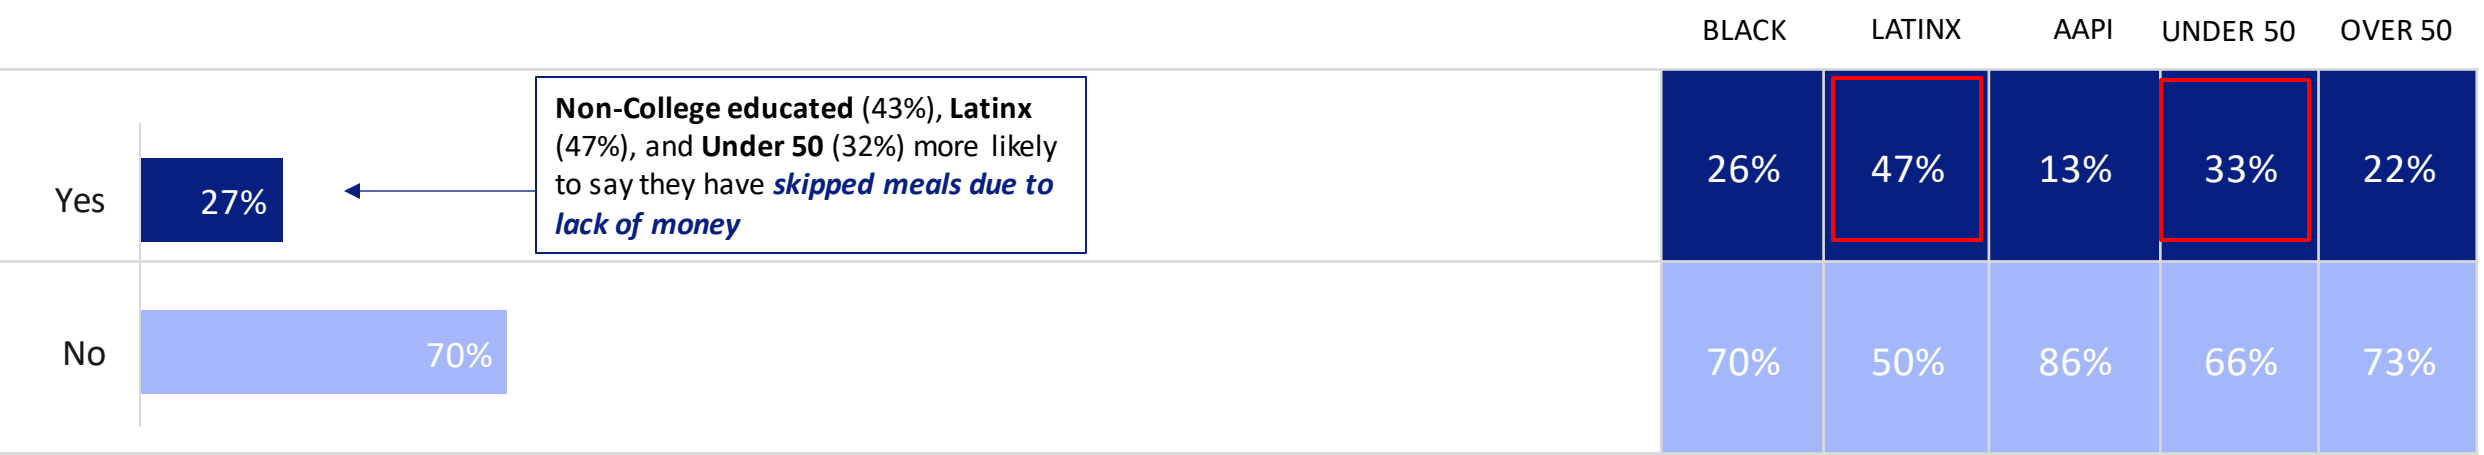 BLACK LATINX AAPI UNDER 50 OVER 50
Non-College educated (43%), Latinx
(47%), and Under 50 (32%) more likely
to say they have skipped meals due to
lack of money
Yes 27% 26% 47% 13% 33% 22%
No 70% 70% 50% 86% 66% 73%